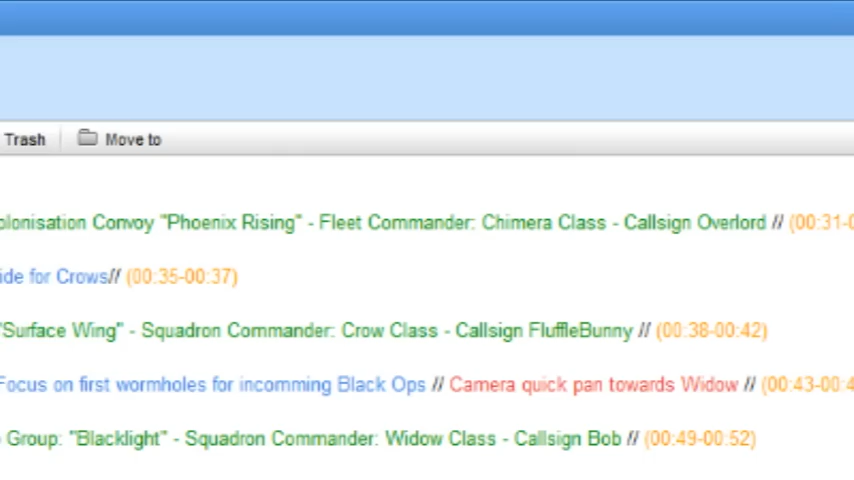 Trash Move to
olonisation Convoy "Phoenix Rising" - Fleet Commander: Chimera Class - Callsign Overlord // (00:31-0
ide for Crows// (00:35-00:37)
"Surface Wing" - Squadron Commander: Crow Class - Callsign FluffleBunny // (00:38-00:42)
Focus on first wormholes for incomming Black Ops // Camera quick pan towards Widow // (00:43-00:4
Group: "Blacklight" - Squadron Commander: Widow Class - Callsign Bob // (00:49-00:52)